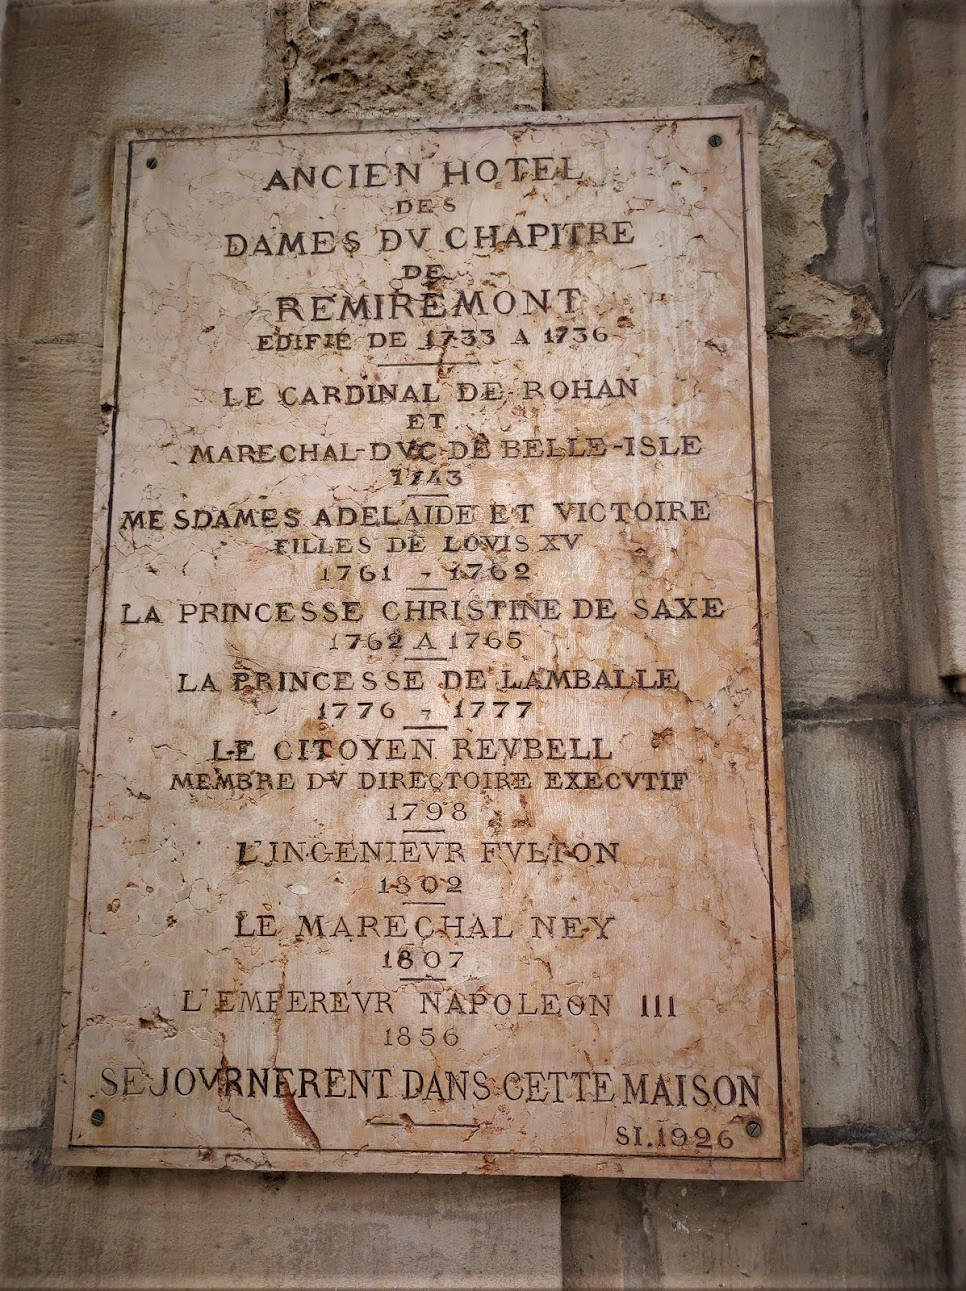 ANCIEN HOTEL
DES
DAMES DV CHAPITRE
DE
REMIREMONT
EDIFIE DE 1733 A 1736
LE CARDINAL DE ROHAN
ET
MARECHAL-DVC DE BELLE-ISLE
1743
MESDAMES ADELAIDE ET VICTOIRE
FILLES DE LOVIS XV
1761 - 1762
LA PRINCESSE CHRISTINE DE SAXE
1762 A 1765
LA PRINCESSE DE LAMBALLE
1776 - 1777
LE CITOYEN REVBELL
MEMBRE DV DIRECTOIRE EXECVTIF
1798
L'INGENIEVR FVLTON
1802
LE MARECHAL NEY
1807
L'EMPEREVR NAPOLEON III
1856
SEJOVRNERENT DANS CETTE MAISON
SI.1926